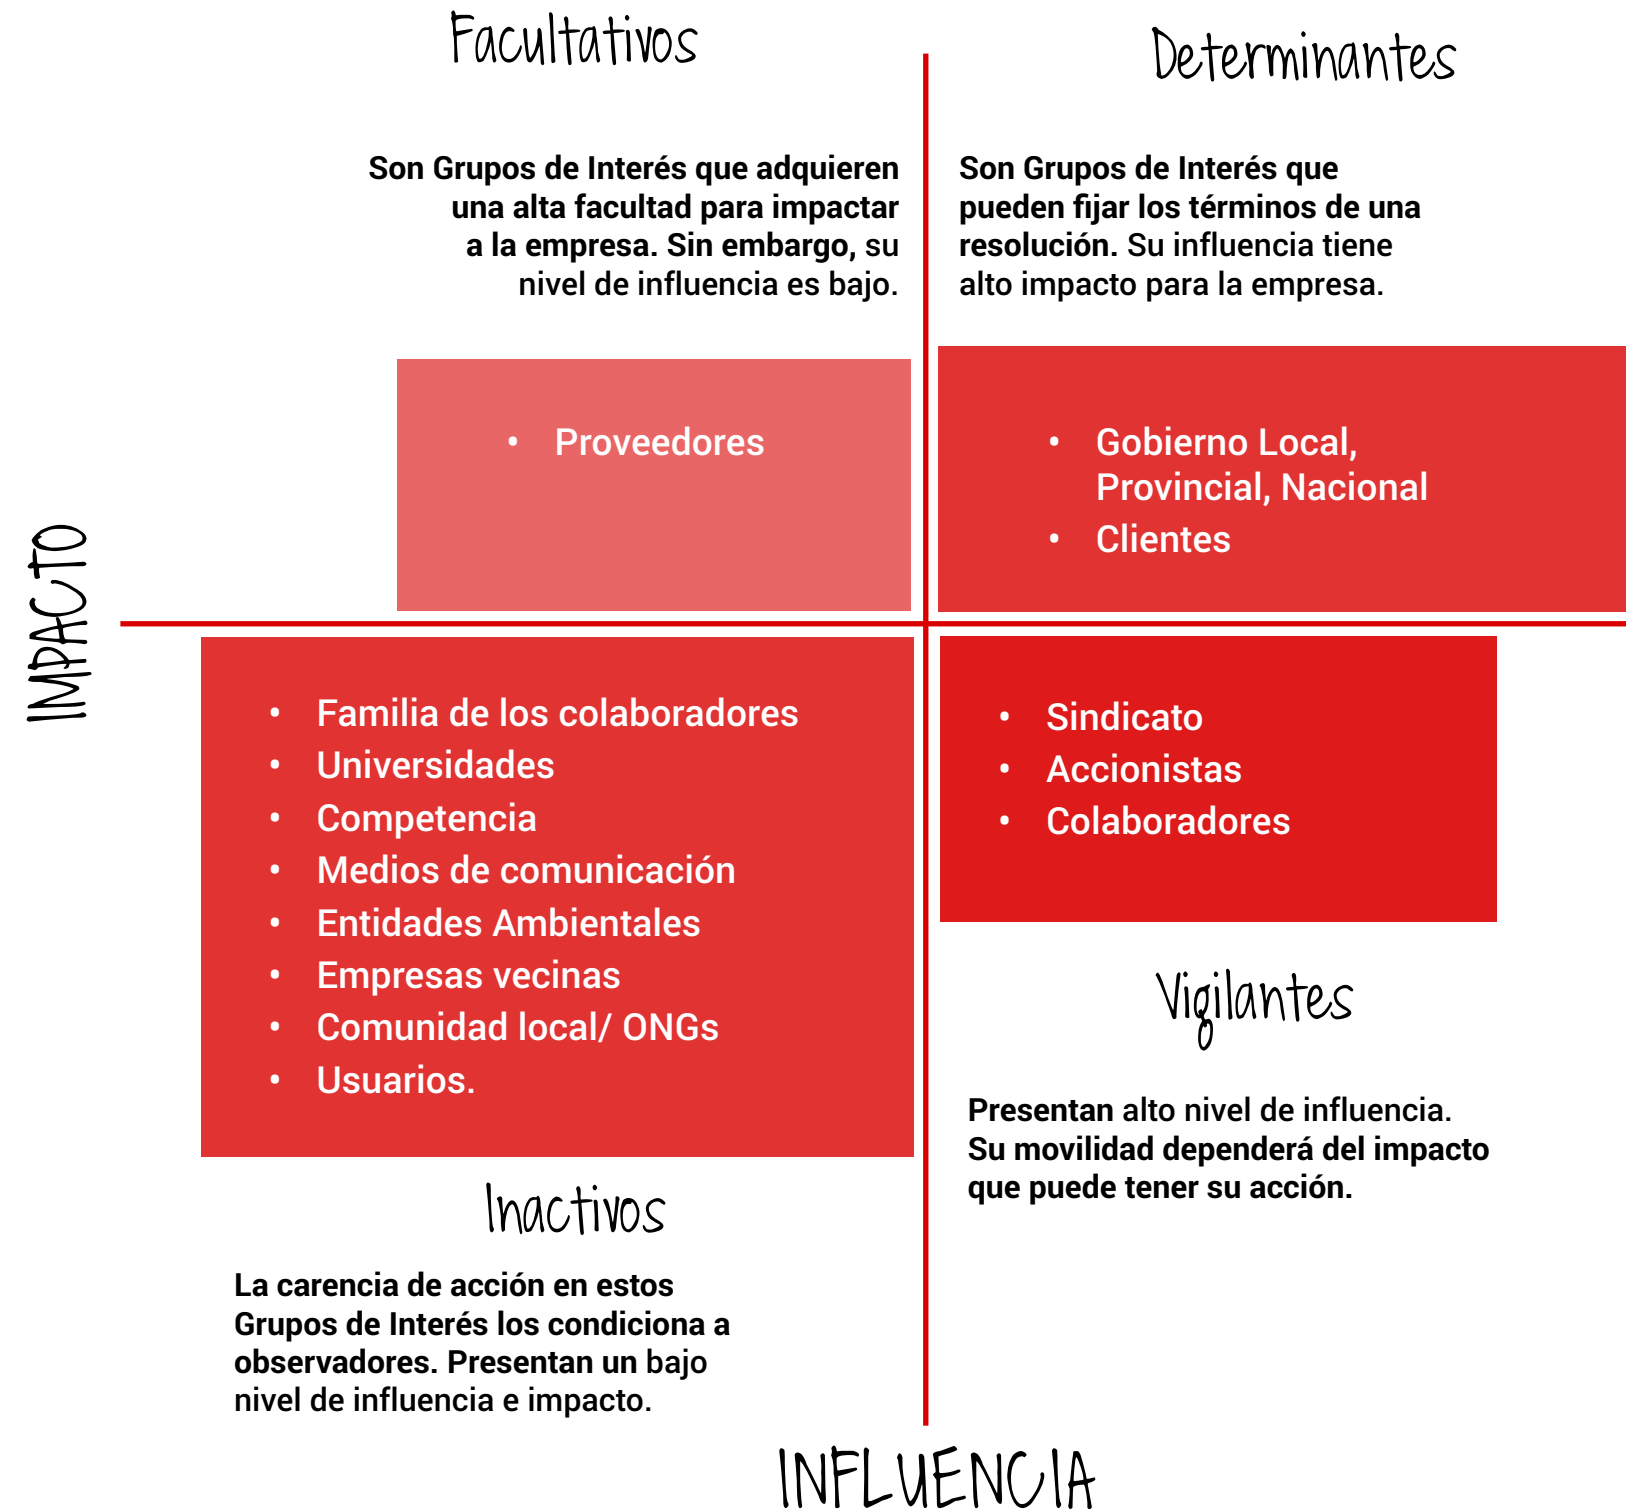 Facultativos
Son Grupos de Interés que adquieren
una alta facultad para impactar
a la empresa. Sin embargo, su
nivel de influencia es bajo.
• Proveedores
Determinantes
Son Grupos de Interés que
pueden fijar los términos de una
resolución. Su influencia tiene
alto impacto para la empresa.
• Gobierno Local,
Provincial, Nacional
• Clientes
IMPACTO
• Familia de los colaboradores
• Universidades
• Competencia
• Medios de comunicación
• Entidades Ambientales
• Empresas vecinas
• Comunidad local/ ONGs
• Usuarios.
Inactivos
La carencia de acción en estos
Grupos de Interés los condiciona a
observadores. Presentan un bajo
nivel de influencia e impacto.
• Sindicato
• Accionistas
• Colaboradores
Vigilantes
Presentan alto nivel de influencia.
Su movilidad dependerá del impacto
que puede tener su acción.
INFLUENCIA